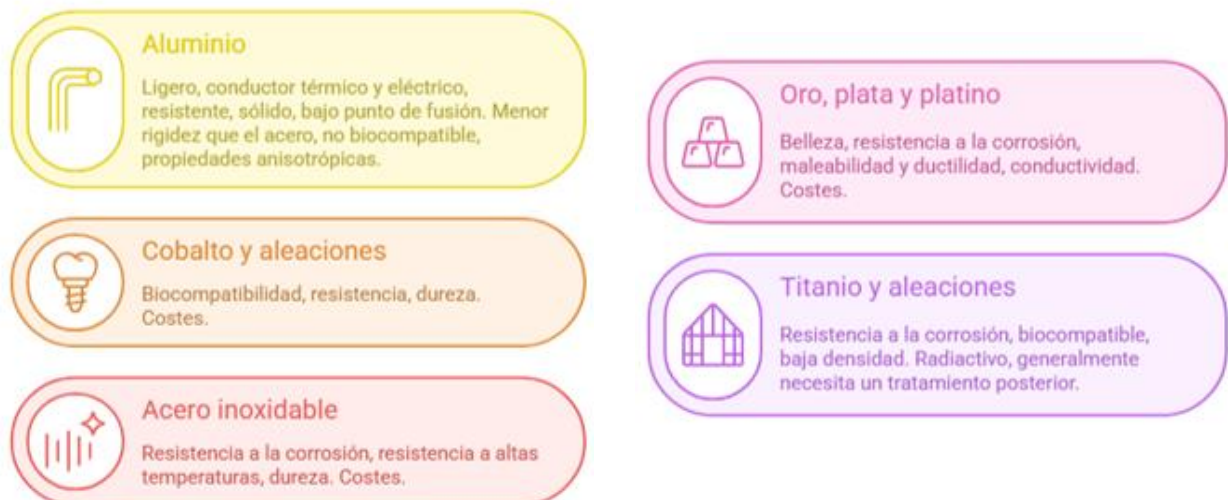 Aluminio
Ligero, conductor térmico y eléctrico,
resistente, sólido, bajo punto de fusión. Menor
rigidez que el acero, no biocompatible,
propiedades anisotrópicas.
Cobalto y aleaciones
Biocompatibilidad, resistencia, dureza.
Costes.
Acero inoxidable
Resistencia a la corrosión, resistencia a altas
temperaturas, dureza. Costes.
Oro, plata y platino
Belleza, resistencia a la corrosión,
maleabilidad y ductilidad, conductividad.
Costes.
Titanio y aleaciones
Resistencia a la corrosión, biocompatible,
baja densidad. Radiactivo, generalmente
necesita un tratamiento posterior.